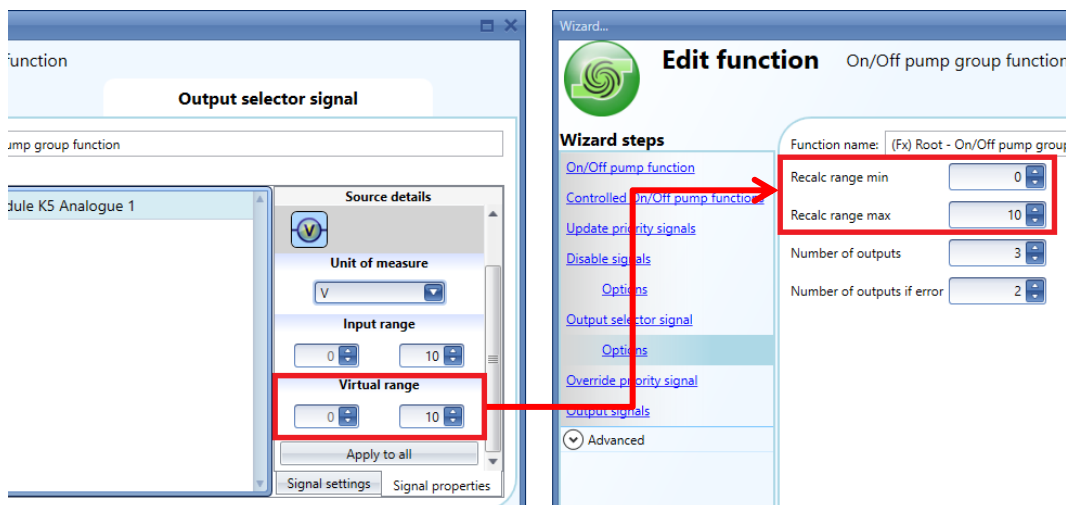 function
Output selector signal
ump group function
dule K5 Analogue 1
Source details
V
Unit of measure
V
Input range
0 10
Virtual range
0 10
Apply to all
Signal settings Signal properties
Wizard...
Edit function On/Off pump group function
Wizard steps
On/Off pump function
Controlled On/Off pump functions
Update priority signals
Disable signals
Options
Output selector signal
Options
Override priority signal
Output signals
Advanced
Function name: (Fx) Root - On/Off pump group
Recalc range min 0
Recalc range max 10
Number of outputs 3
Number of outputs if error 2